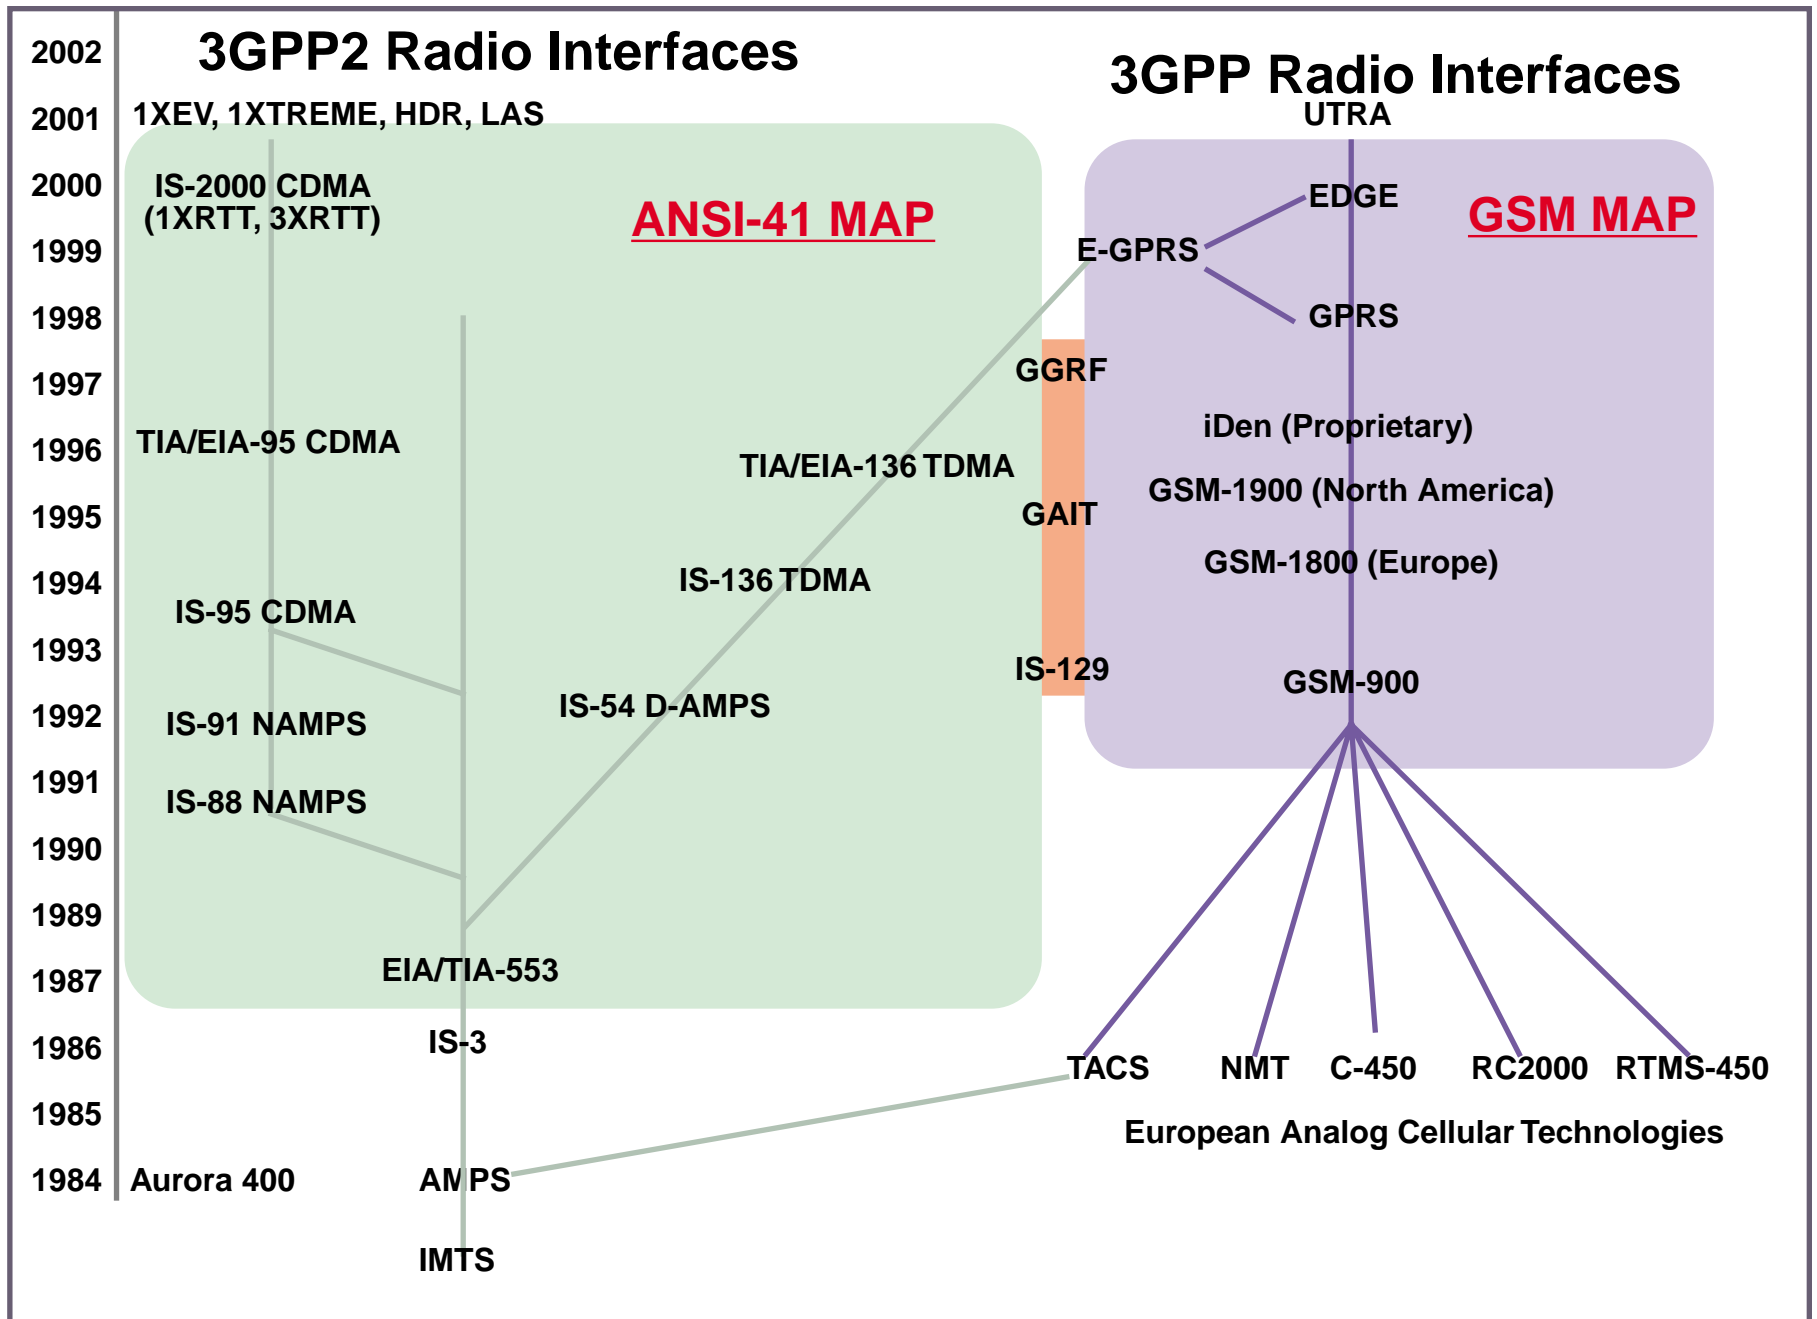 3GPP2 Radio Interfaces
3GPP Radio Interfaces
2002
2001
2000
1999
1998
1997
1996
1995
1994
1993
1992
1991
1990
1989
1987
1986
1985
1984
1XEV, 1XTREME, HDR, LAS
IS-2000 CDMA
(1XRTT, 3XRTT)
ANSI-41 MAP
TIA/EIA-95 CDMA
TIA/EIA-136 TDMA
IS-136 TDMA
IS-95 CDMA
IS-54 D-AMPS
IS-91 NAMPS
IS-88 NAMPS
EIA/TIA-553
IS-3
Aurora 400
AMPS
IMTS
GGRF
GAIT
IS-129
UTRA
EDGE
GSM MAP
E-GPRS
GPRS
iDen (Proprietary)
GSM-1900 (North America)
GSM-1800 (Europe)
GSM-900
TACS
NMT
C-450
RC2000
RTMS-450
European Analog Cellular Technologies